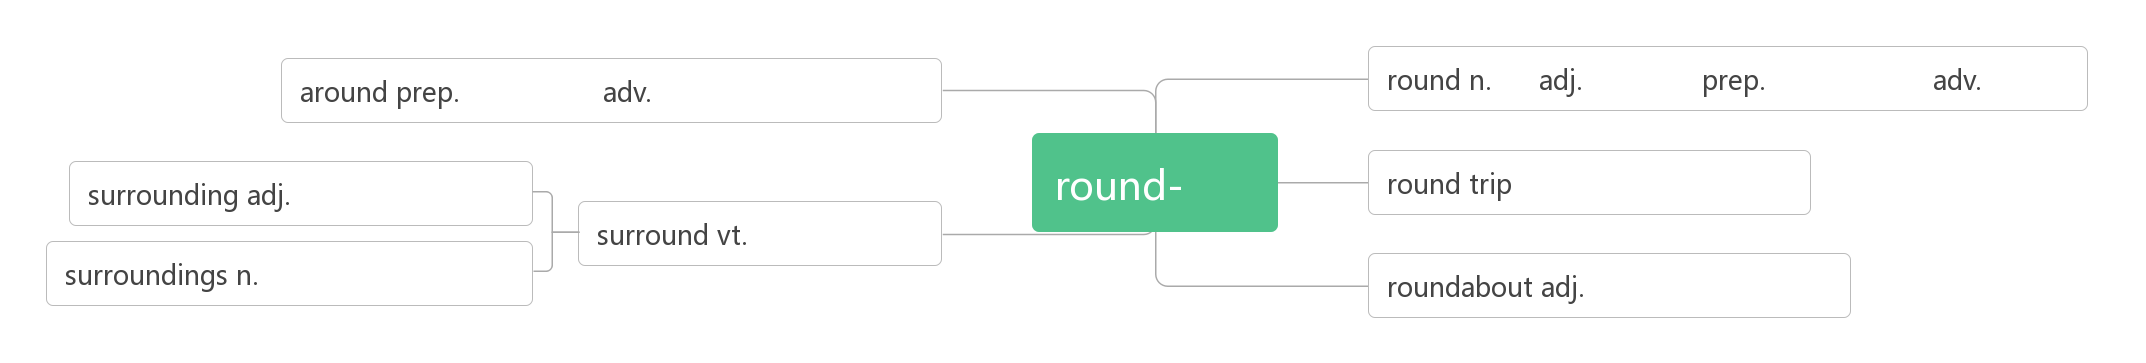 around prep. adv.
surrounding adj.
surroundings n.
surround vt.
round-
round n. adj. prep. adv.
round trip
roundabout adj.